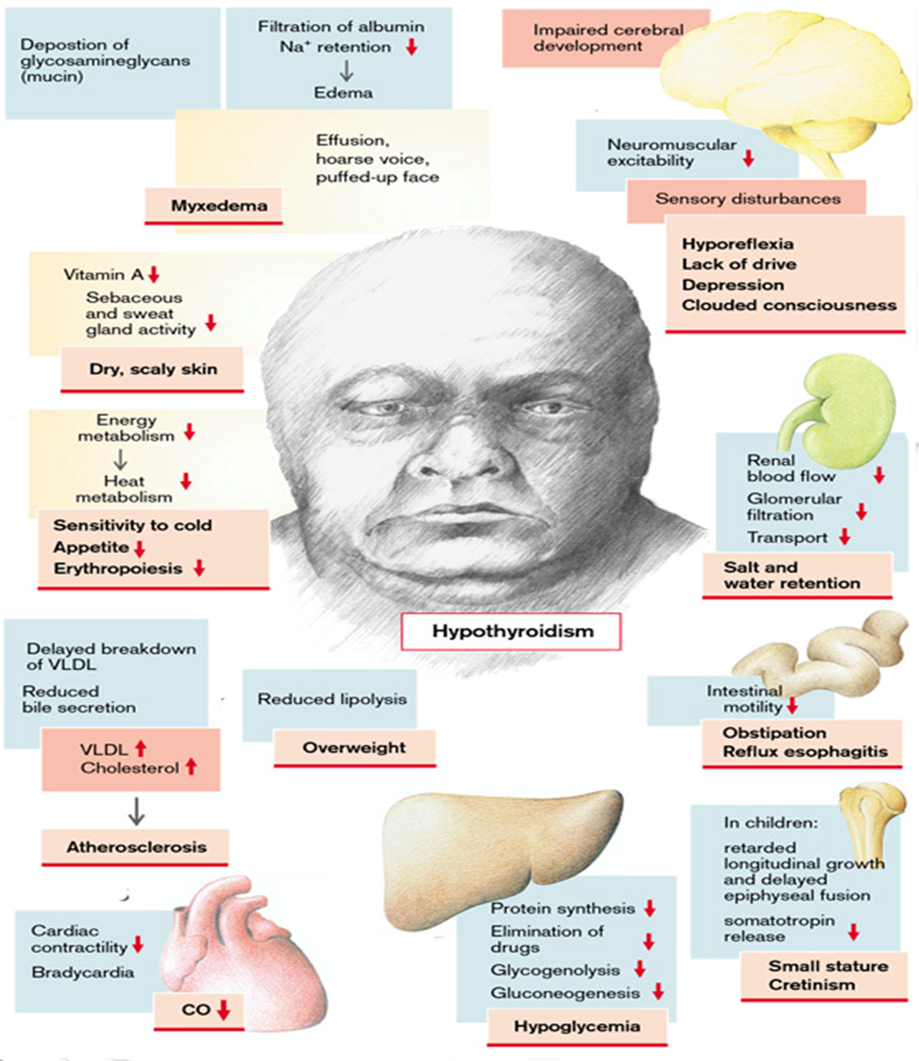 Depostion of
glycosamineglycans
(mucin)
Filtration of albumin
Na⁺ retention ↓
↓
Edema
Effusion,
hoarse voice,
puffed-up face
Myxedema
Impaired cerebral
development
Neuromuscular
excitability ↓
Sensory disturbances
Hyporeflexia
Lack of drive
Depression
Clouded consciousness
Vitamin A ↓
Sebaceous
and sweat
gland activity ↓
Dry, scaly skin
Energy
metabolism ↓
↓
Heat
metabolism ↓
Sensitivity to cold
Appetite ↓
Erythropoiesis ↓
Renal
blood flow ↓
Glomerular
filtration ↓
Transport ↓
Salt and
water retention
Hypothyroidism
Delayed breakdown
of VLDL
Reduced
bile secretion
VLDL ↑
Cholesterol ↑
↓
Atherosclerosis
Reduced lipolysis
Overweight
Intestinal
motility ↓
Obstipation
Reflux esophagitis
Cardiac
contractility ↓
Bradycardia
CO ↓
Protein synthesis ↓
Elimination of
drugs ↓
Glycogenolysis ↓
Gluconeogenesis ↓
Hypoglycemia
In children:
retarded
longitudinal growth
and delayed
epiphyseal fusion
somatotropin
release ↓
Small stature
Cretinism